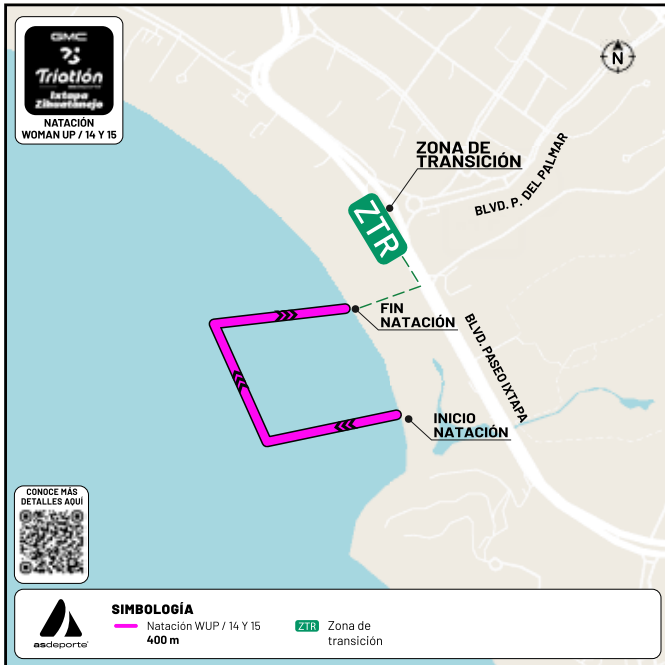 GMC
Triatlón
asdeporte
Ixtapa
Zihuatanejo
NATACIÓN
WOMAN UP / 14 Y 15
N
ZONA DE
TRANSICIÓN
BLVD. P. DEL PALMAR
ZTR
FIN
NATACIÓN
BLVD. PASEO IXTAPA
INICIO
NATACIÓN
CONOCE MÁS
DETALLES AQUÍ
asdeporte
SIMBOLOGÍA
Natación WUP / 14 Y 15
400 m
ZTR Zona de
transición